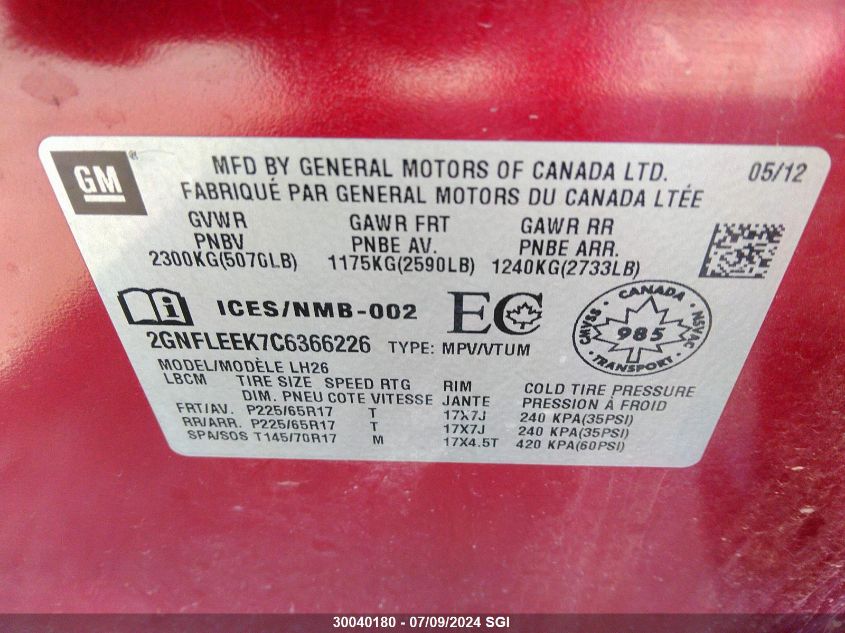 GM ®
MFD BY GENERAL MOTORS OF CANADA LTD. 05/12
FABRIQUÉ PAR GENERAL MOTORS DU CANADA LTÉE
GVWR GAWR FRT GAWR RR
PNBV PNBE AV. PNBE ARR.
2300KG(5070LB) 1175KG(2590LB) 1240KG(2733LB)
i ICES/NMB-002 EC
CANADA
CMVSS 985 NSVAC
TRANSPORT
2GNFLEEK7C6366226 TYPE: MPV/VTUM
MODEL/MODÈLE LH26
LBCM TIRE SIZE SPEED RTG RIM COLD TIRE PRESSURE
DIM. PNEU COTE VITESSE JANTE PRESSION À FROID
FRT/AV. P225/65R17 T 17X7J 240 KPA(35PSI)
RR/ARR. P225/65R17 T 17X7J 240 KPA(35PSI)
SPA/SOS T145/70R17 M 17X4.5T 420 KPA(60PSI)
30040180 - 07/09/2024 SGI